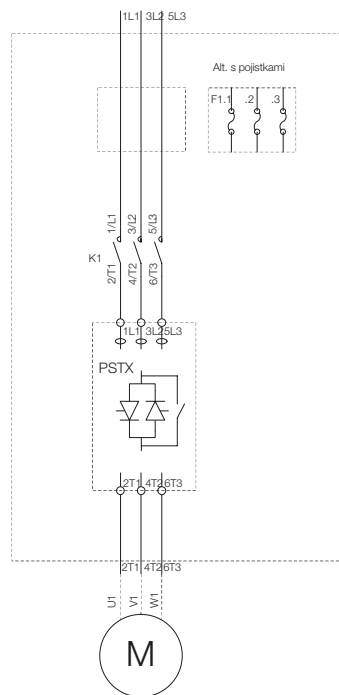 1L1 3L2 5L3
Alt. s pojistkami
F1.1 .2 .3
1/L1 3/L2 5/L3
K1
2/T1 4/T2 6/T3
1L1 3L2 5L3
PSTX
2T1 4T2 6T3
2T1 4T2 6T3
U1 V1 W1
M